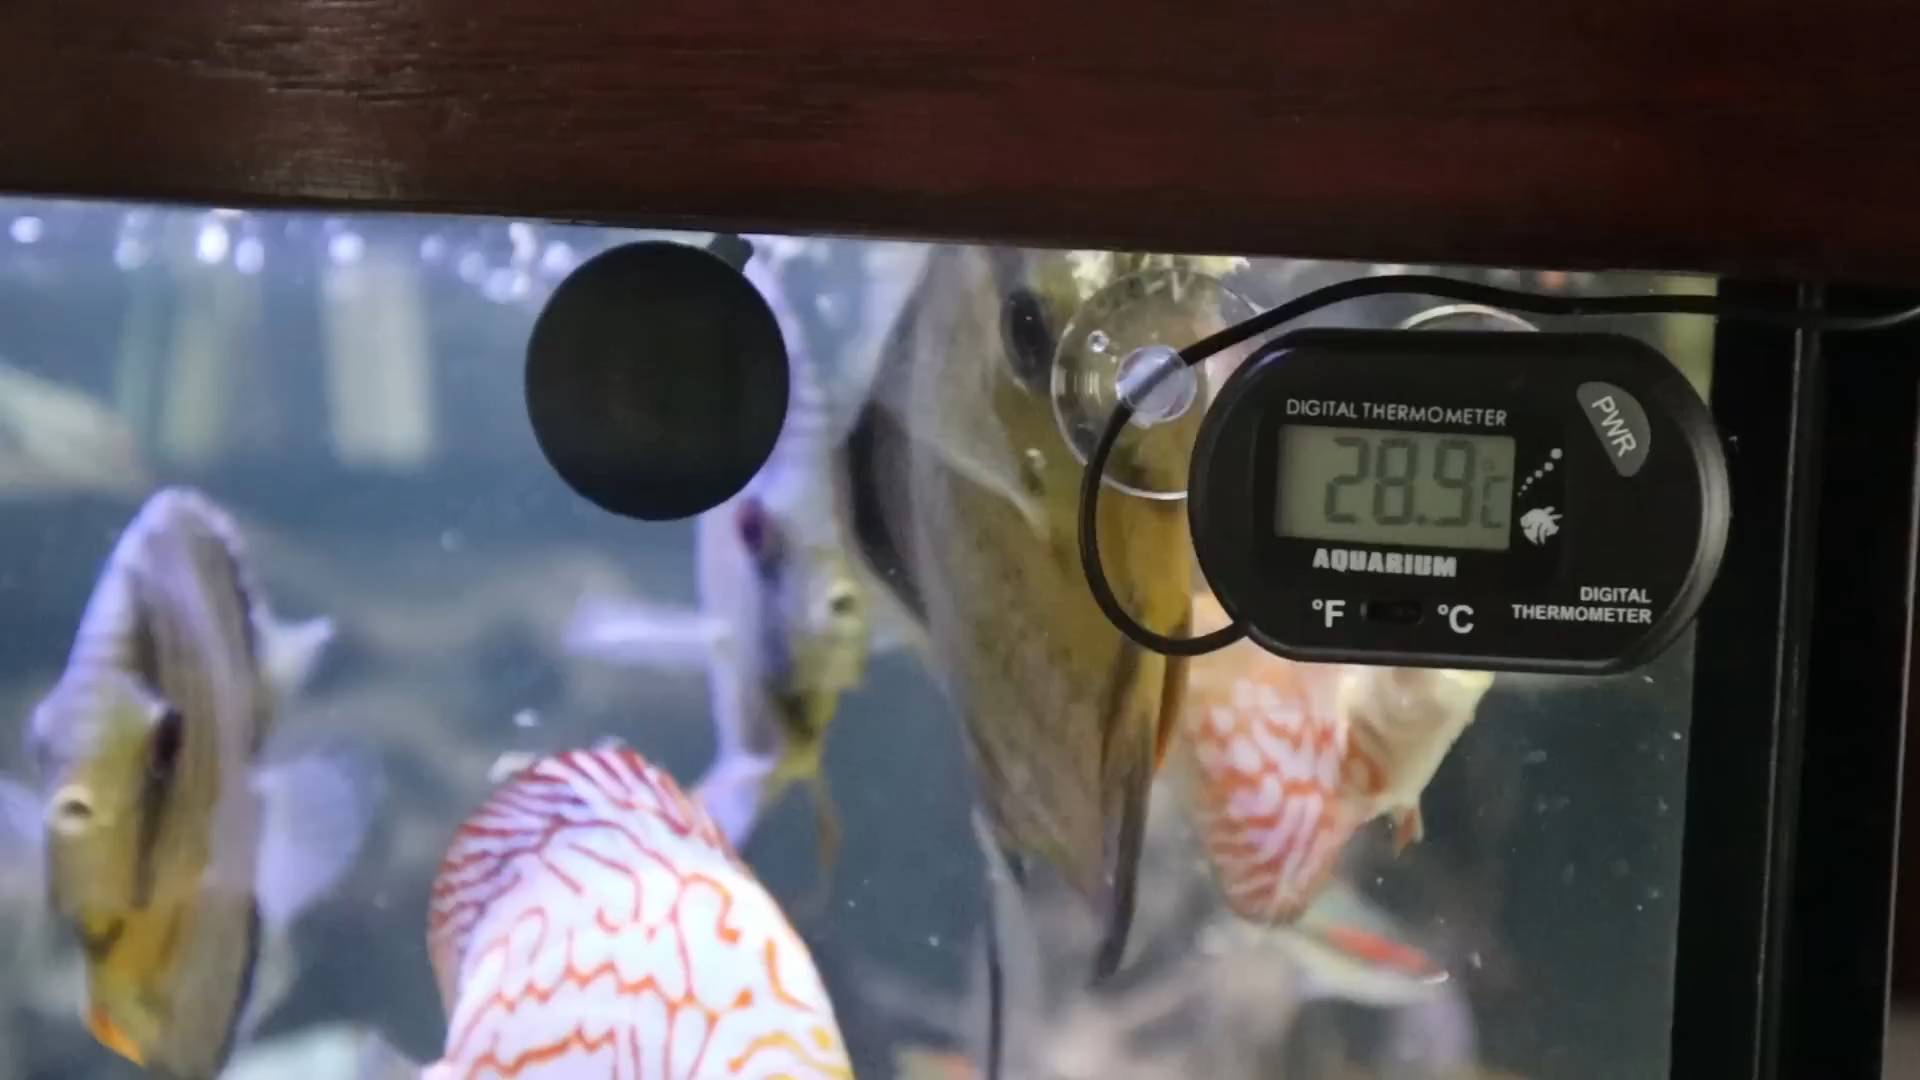 DIGITAL THERMOMETER
PWR
28.9°C
AQUARIUM
°F °C
DIGITAL
THERMOMETER